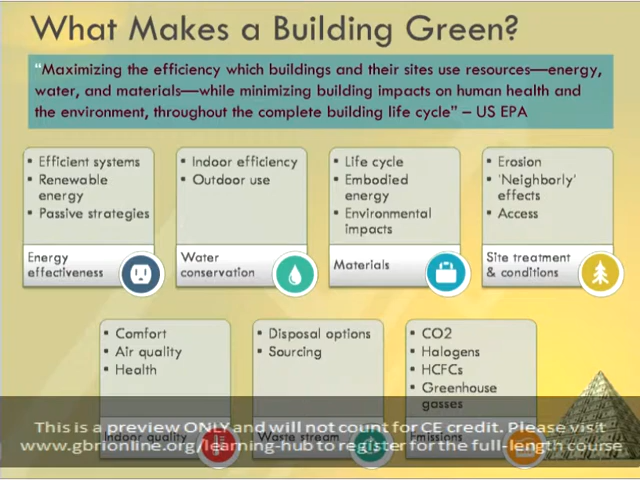 What Makes a Building Green?
“Maximizing the efficiency which buildings and their sites use resources—energy,
water, and materials—while minimizing building impacts on human health and
the environment, throughout the complete building life cycle” – US EPA
▪ Efficient systems
▪ Renewable
energy
▪ Passive strategies
Energy
effectiveness
▪ Indoor efficiency
▪ Outdoor use
Water
conservation
▪ Life cycle
▪ Embodied
energy
▪ Environmental
impacts
Materials
▪ Erosion
▪ ‘Neighborly’
effects
▪ Access
Site treatment
& conditions
▪ Comfort
▪ Air quality
▪ Health
Indoor quality
▪ Disposal options
▪ Sourcing
Waste stream
▪ CO2
▪ Halogens
▪ HCFCs
▪ Greenhouse
gasses
Emissions
This is a preview ONLY and will not count for CE credit. Please visit
www.gbrionline.org/learning-hub to register for the full-length course